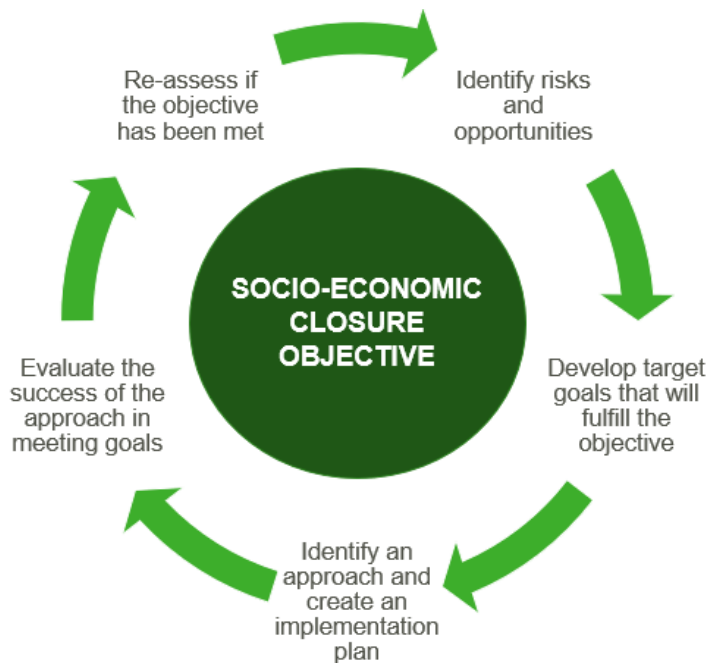 Re-assess if
the objective
has been met
Identify risks
and
opportunities
SOCIO-ECONOMIC
CLOSURE
OBJECTIVE
Evaluate the
success of the
approach in
meeting goals
Develop target
goals that will
fulfill the
objective
Identify an
approach and
create an
implementation
plan